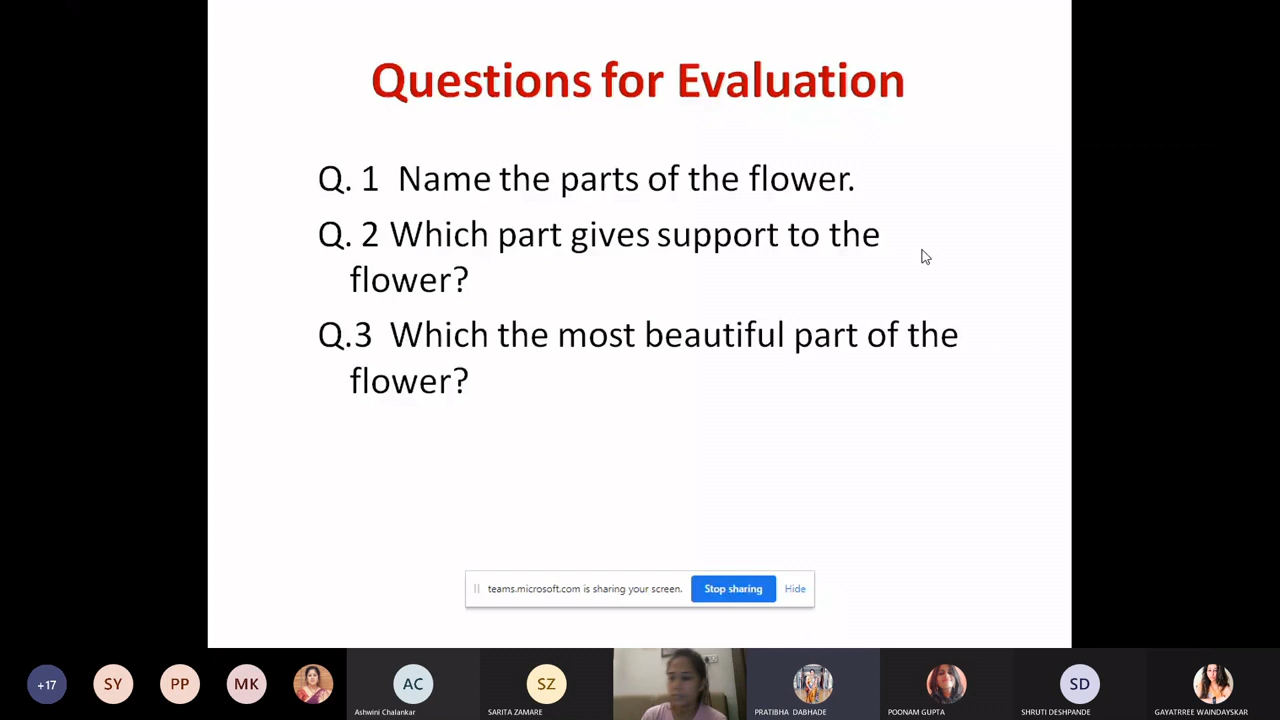 Questions for Evaluation
Q. 1 Name the parts of the flower.
Q. 2 Which part gives support to the
flower?
Q.3 Which the most beautiful part of the
flower?
teams.microsoft.com is sharing your screen. Stop sharing Hide
+17 SY PP MK AC SZ SD
Ashwini Chalankar SARITA ZAMARE PRATIBHA DABHADE POONAM GUPTA SHRUTI DESHPANDE GAYATRREE WANDAYSKAR